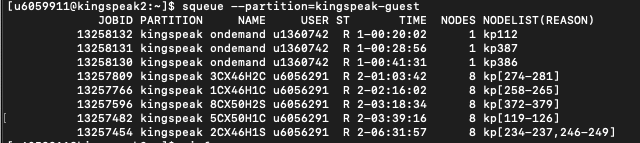 [u6059911@kingspeak2:~]$ squeue --partition=kingspeak-guest
JOBID PARTITION NAME USER ST TIME NODES NODELIST(REASON)
13258132 kingspeak ondemand u1360742 R 1-00:20:02 1 kp112
13258131 kingspeak ondemand u1360742 R 1-00:28:56 1 kp387
13258130 kingspeak ondemand u1360742 R 1-00:41:31 1 kp386
13257809 kingspeak 3CX46H2C u6056291 R 2-01:03:42 8 kp[274-281]
13257766 kingspeak 1CX46H1C u6056291 R 2-02:16:02 8 kp[258-265]
13257596 kingspeak 8CX50H2S u6056291 R 2-03:18:34 8 kp[372-379]
13257482 kingspeak 5CX50H1C u6056291 R 2-03:39:16 8 kp[119-126]
13257454 kingspeak 2CX46H1S u6056291 R 2-06:31:57 8 kp[234-237,246-249]